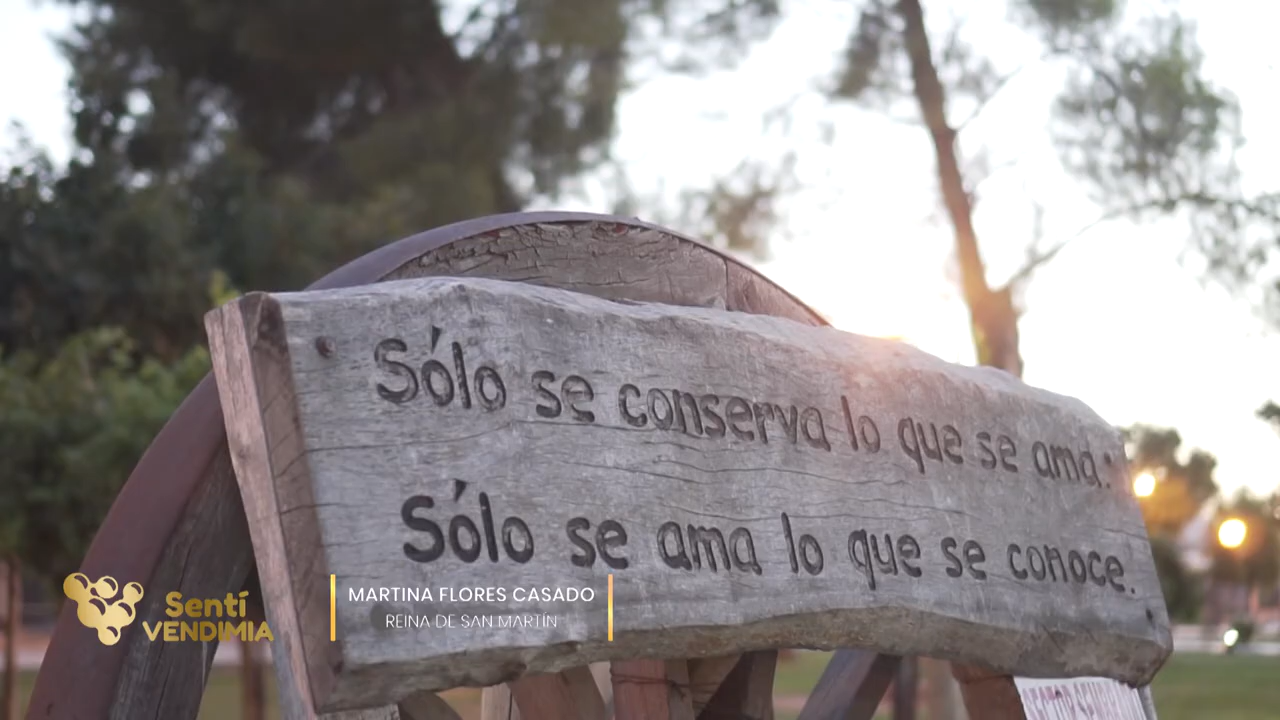 Sólo se conserva lo que se ama:
Sólo se ama lo que se conoce.
Sentí
VENDIMIA
MARTINA FLORES CASADO
REINA DE SAN MARTÍN